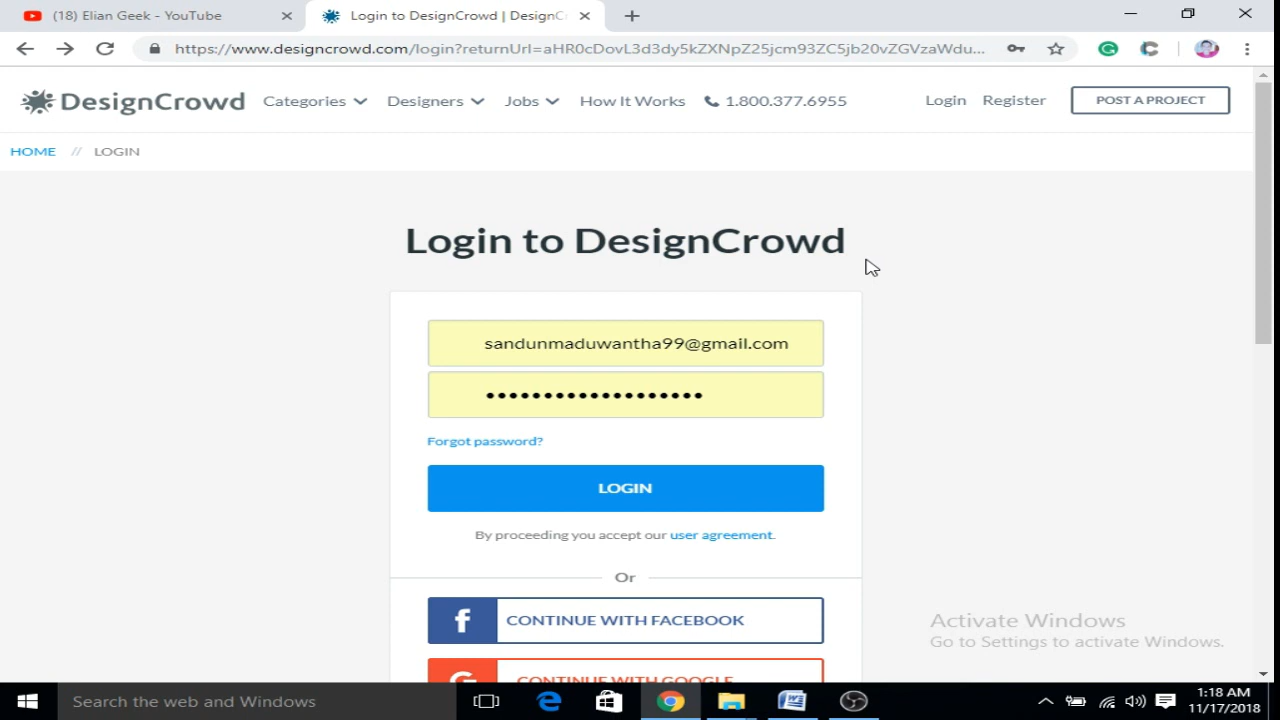 (18) Elian Geek - YouTube
Login to DesignCrowd | DesignC
https://www.designcrowd.com/login?returnUrl=aHR0cDovL3d3dy5kZXNpZ25jcm93ZC5jb20vZGVzaWdu...
DesignCrowd
Categories
Designers
Jobs
How It Works
1.800.377.6955
Login
Register
POST A PROJECT
HOME // LOGIN
Login to DesignCrowd
sandunmaduwantha99@gmail.com
Forgot password?
LOGIN
By proceeding you accept our user agreement.
Or
CONTINUE WITH FACEBOOK
CONTINUE WITH GOOGLE
Activate Windows
Go to Settings to activate Windows.
Search the web and Windows
1:18 AM
11/17/2018